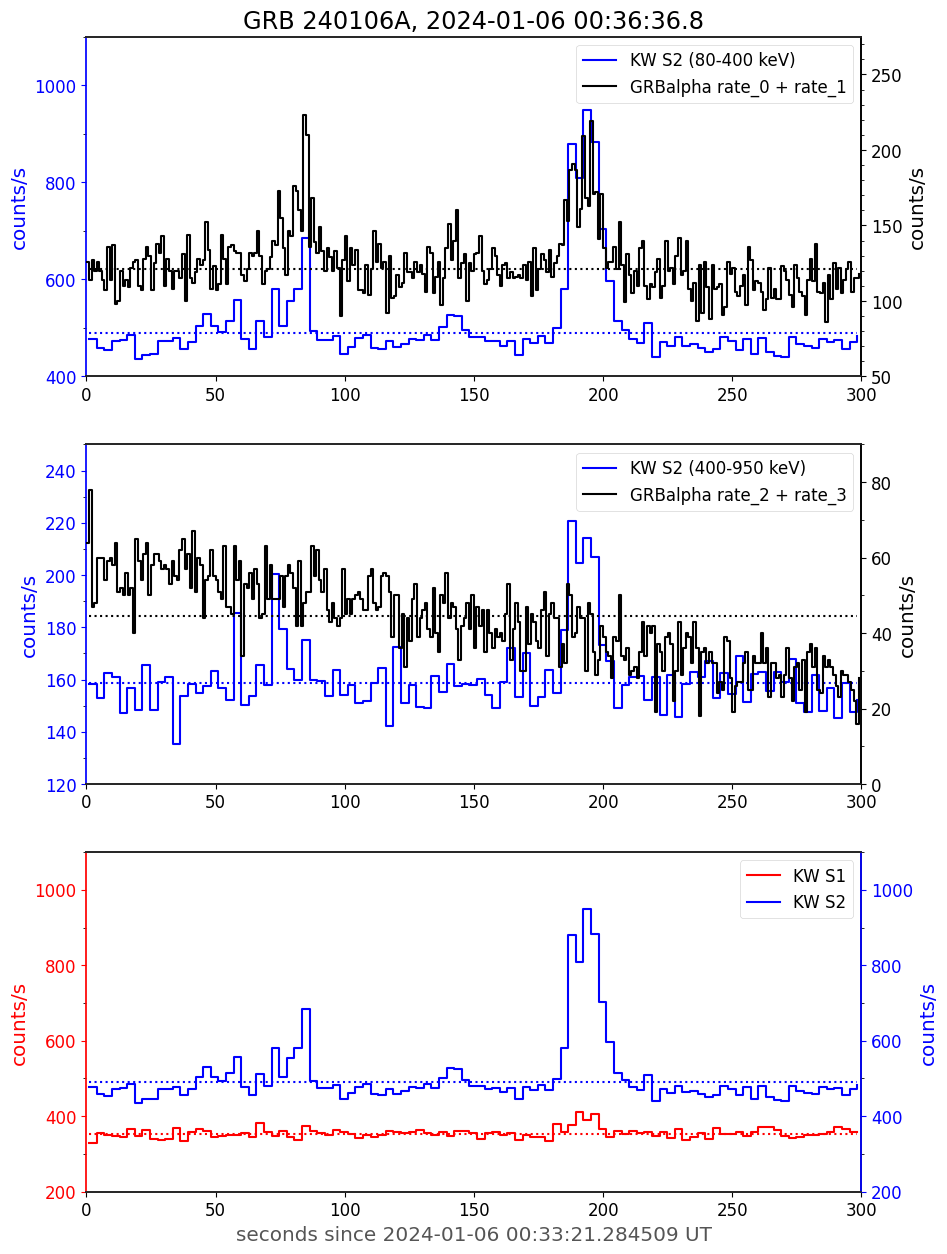 GRB 240106A, 2024-01-06 00:36:36.8
KW S2 (80-400 keV)
GRBalpha rate_0 + rate_1
1000
800
600
400
counts/s
250
200
150
100
50
counts/s
0 50 100 150 200 250 300
KW S2 (400-950 keV)
GRBalpha rate_2 + rate_3
240
220
200
180
160
140
120
counts/s
80
60
40
20
0
counts/s
0 50 100 150 200 250 300
KW S1
KW S2
1000
800
600
400
200
counts/s
1000
800
600
400
200
counts/s
0 50 100 150 200 250 300
seconds since 2024-01-06 00:33:21.284509 UT